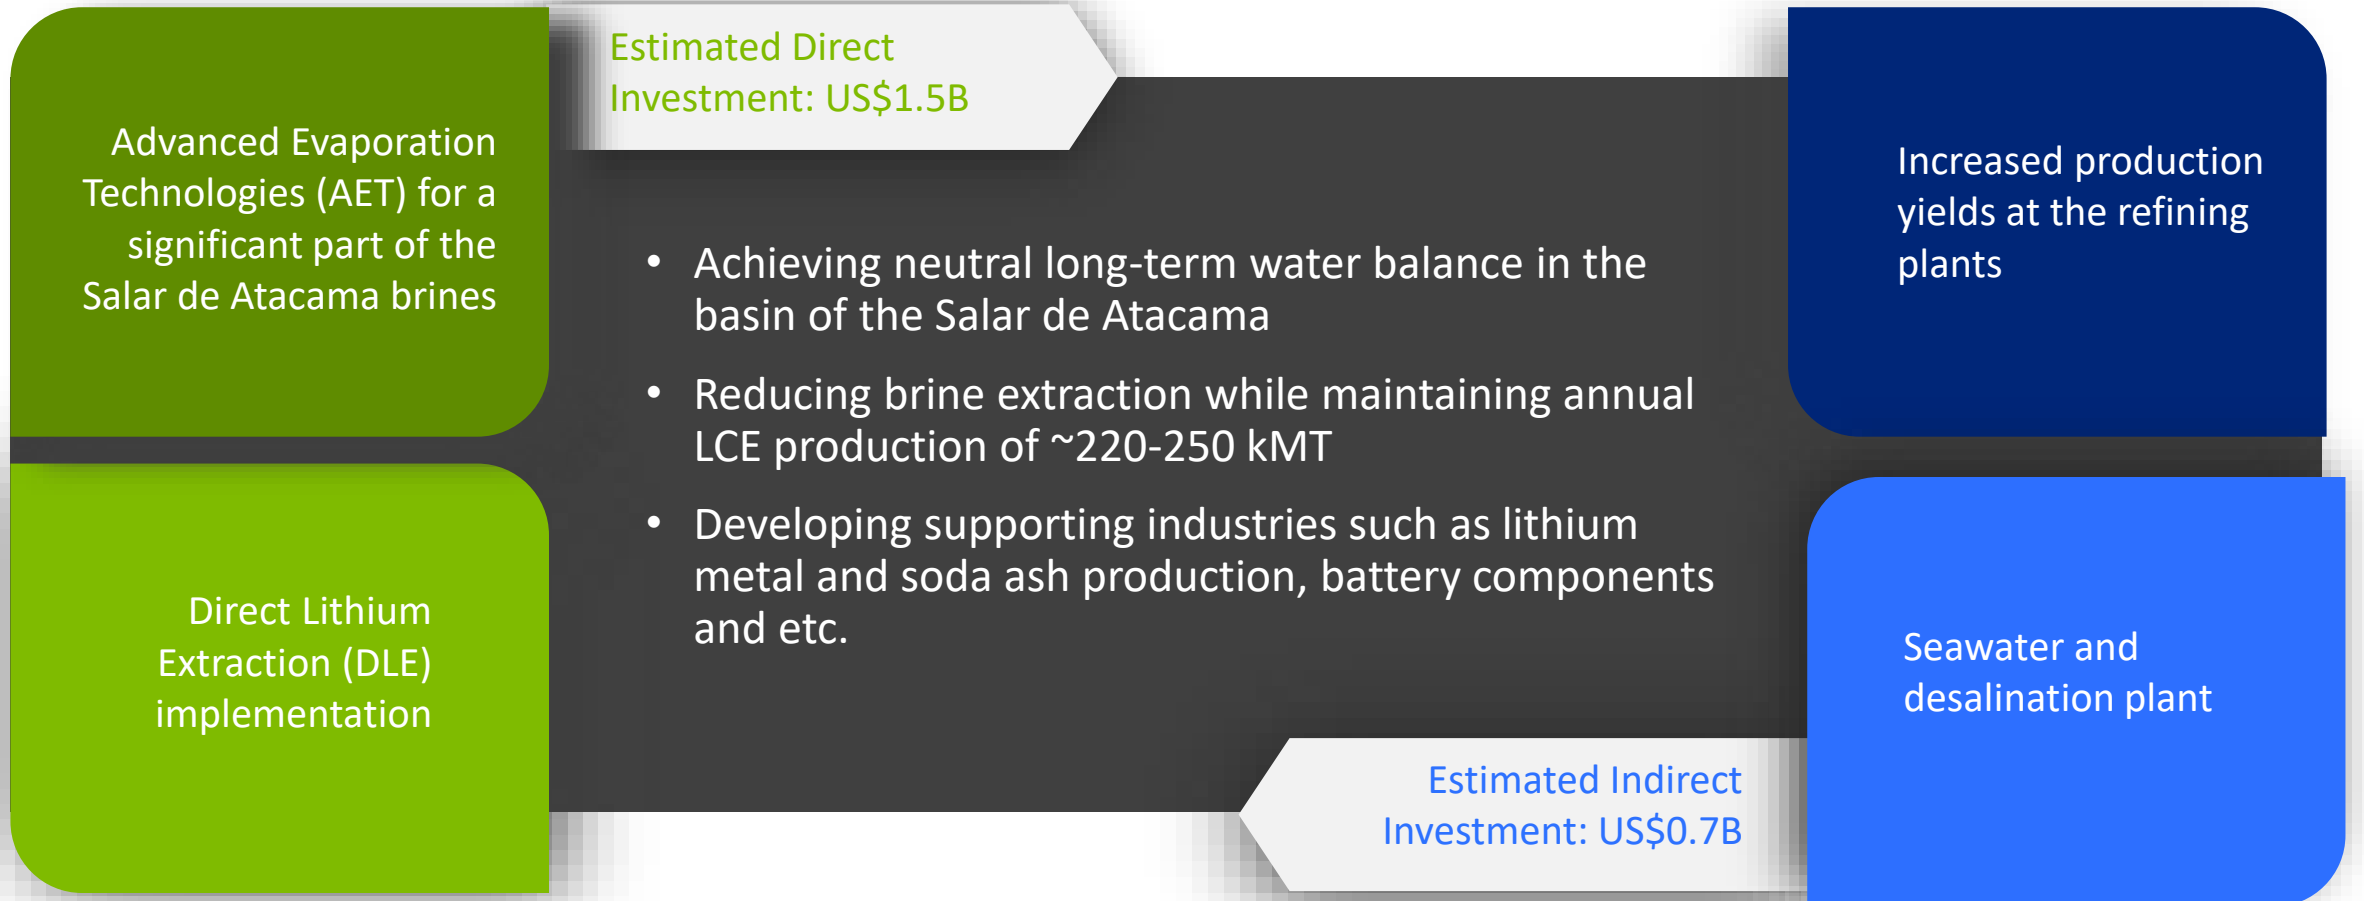 Estimated Direct
Investment: US$1.5B
Advanced Evaporation
Technologies (AET) for a
significant part of the
Salar de Atacama brines
Direct Lithium
Extraction (DLE)
implementation
• Achieving neutral long-term water balance in the
basin of the Salar de Atacama
• Reducing brine extraction while maintaining annual
LCE production of ~220-250 kMT
• Developing supporting industries such as lithium
metal and soda ash production, battery components
and etc.
Increased production
yields at the refining
plants
Seawater and
desalination plant
Estimated Indirect
Investment: US$0.7B